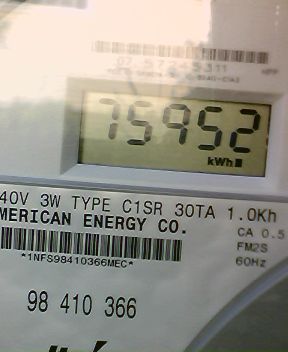 75952
kWh
40V 3W TYPE C1SR 30TA 1.0Kh
MERICAN ENERGY CO.
CA 0.5
FM2S
60Hz
*1NFS98410366MEC*
98 410 366